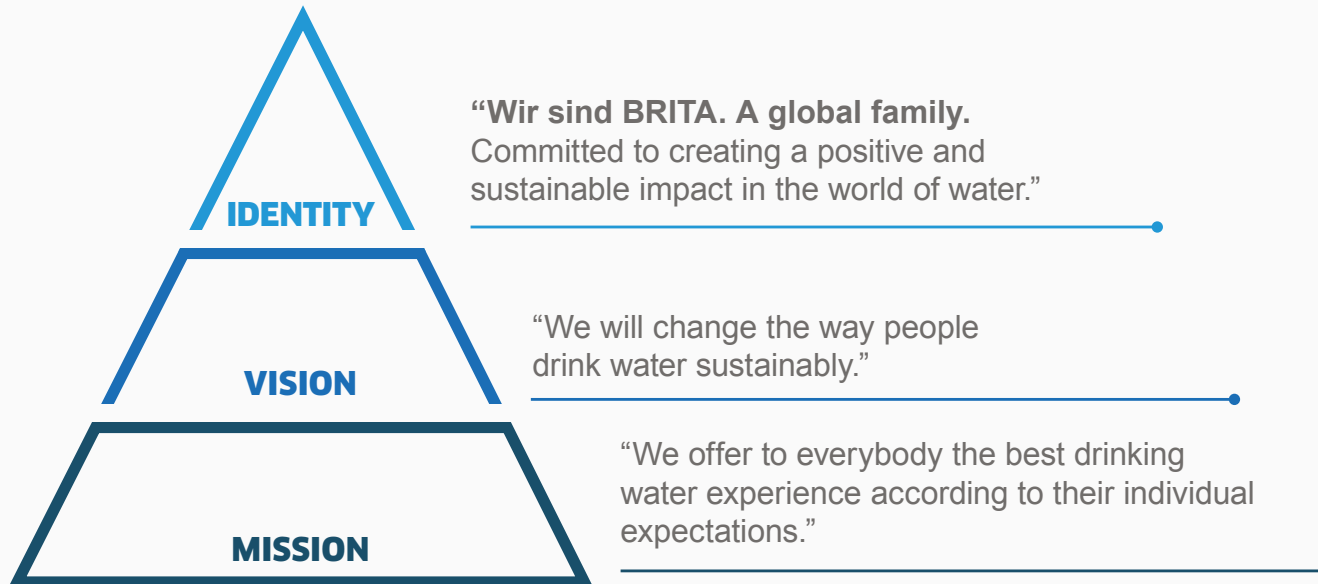 “Wir sind BRITA. A global family.
Committed to creating a positive and
sustainable impact in the world of water.”
IDENTITY
“We will change the way people
drink water sustainably.”
VISION
“We offer to everybody the best drinking
water experience according to their individual
expectations.”
MISSION